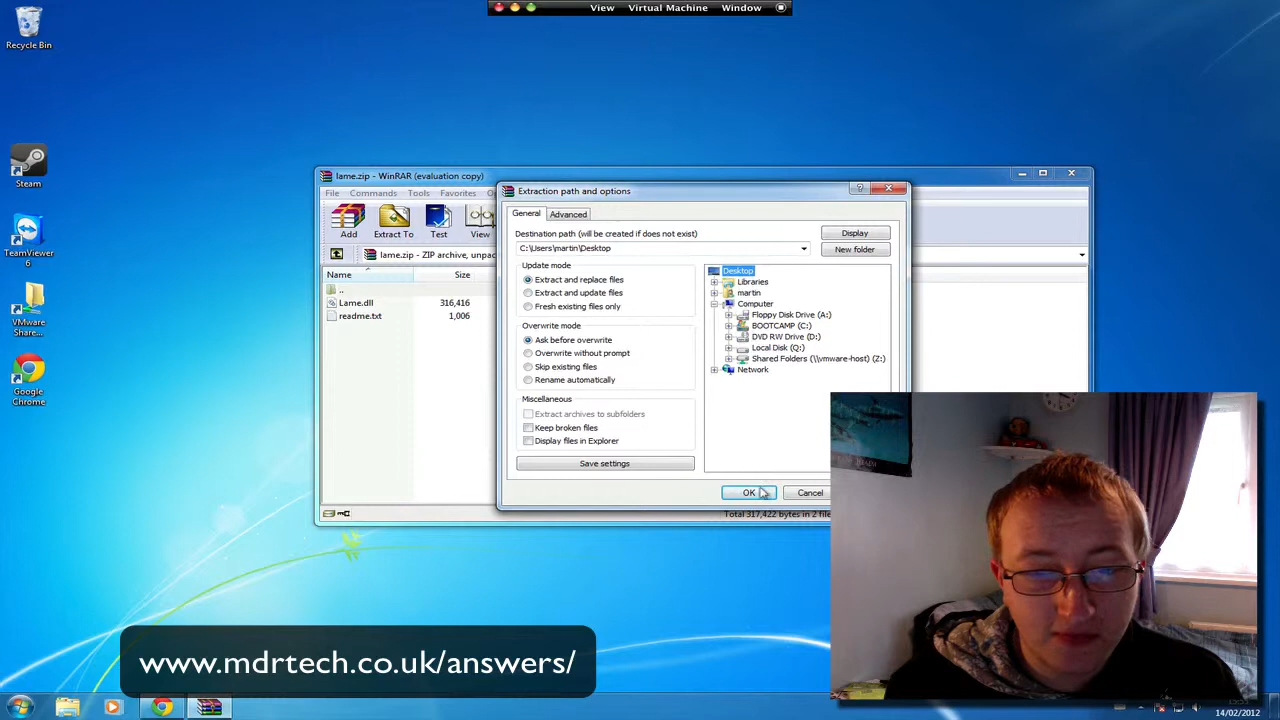 View Virtual Machine Window
Recycle Bin
Steam
TeamViewer
6
VMware
Share...
Google
Chrome
lame.zip - WinRAR (evaluation copy)
File Commands Tools Favorites
Add Extract To Test View
lame.zip - ZIP archive, unpac
Name Size
..
Lame.dll 316,416
readme.txt 1,006
Extraction path and options
General Advanced
Destination path (will be created if does not exist)
Display
C:\Users\martin\Desktop
New folder
Update mode
Extract and replace files
Extract and update files
Fresh existing files only
Overwrite mode
Ask before overwrite
Overwrite without prompt
Skip existing files
Rename automatically
Miscellaneous
Extract archives to subfolders
Keep broken files
Display files in Explorer
Save settings
Desktop
Libraries
martin
Computer
Floppy Disk Drive (A:)
BOOTCAMP (C:)
DVD RW Drive (D:)
Local Disk (Q:)
Shared Folders (\\vmware-host) (Z:)
Network
OK Cancel
Total 317,422 bytes in 2 file
www.mdrtech.co.uk/answers/
14/02/2012